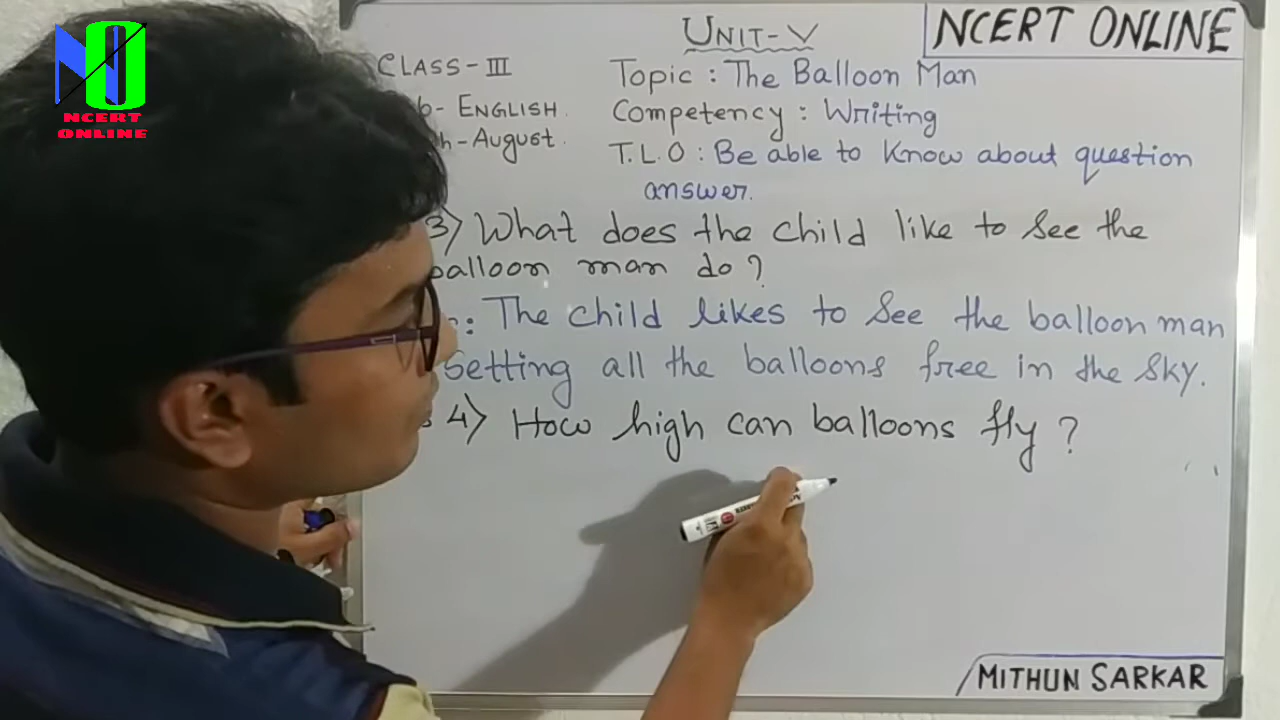 NO
NCERT
ONLINE
UNIT-V
NCERT ONLINE
CLASS-III
Topic : The Balloon Man
ENGLISH.
Competency : Writing
August.
T.L.O : Be able to Know about question
answer.
3) What does the child like to see the
balloon man do ?
: The child likes to see the balloon man
setting all the balloons free in the sky.
4) How high can balloons fly ?
MITHUN SARKAR